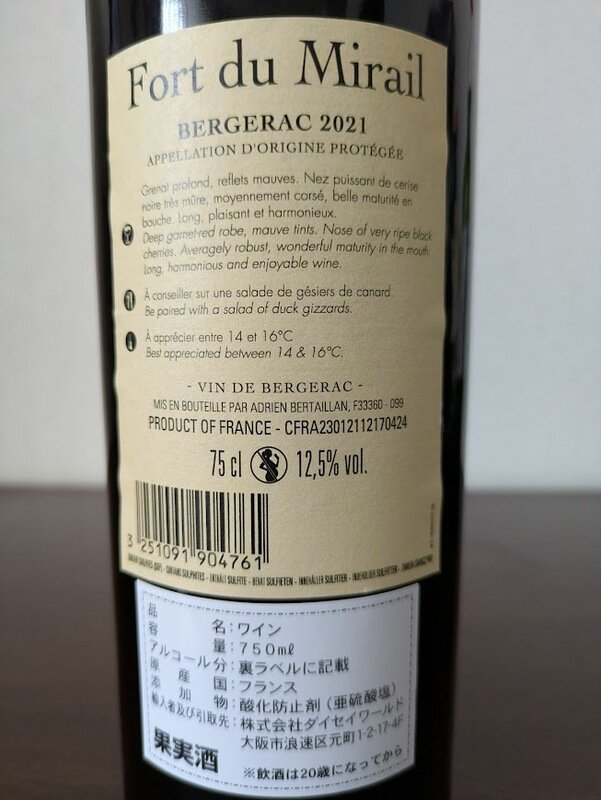 Fort du Mirail
BERGERAC 2021
APPELLATION D'ORIGINE PROTÉGÉE
Grenat profond, reflets mauves. Nez puissant de cerise
noire très mûre, moyennement corsé, belle maturité en
bouche. Long, plaisant et harmonieux.
Deep garnet-red robe, mauve tints. Nose of very ripe black
cherries. Averagely robust, wonderful maturity in the mouth.
Long, harmonious and enjoyable wine.
À conseiller sur une salade de gésiers de canard.
Be paired with a salad of duck gizzards.
À apprécier entre 14 et 16°C
Best appreciated between 14 & 16°C.
- VIN DE BERGERAC -
MIS EN BOUTEILLE PAR ADRIEN BERTAILLAN, F33360 - 099
PRODUCT OF FRANCE - CFRA23012112170424
75 cl 12,5% vol.
3 251091 904761
品名：ワイン
容量：750mℓ
アルコール分：裏ラベルに記載
原産国：フランス
添加物：酸化防止剤（亜硫酸塩）
輸入者及び引取先：株式会社ダイセイワールド
大阪市浪速区元町1-2-17-4F
果実酒
※飲酒は20歳になってから